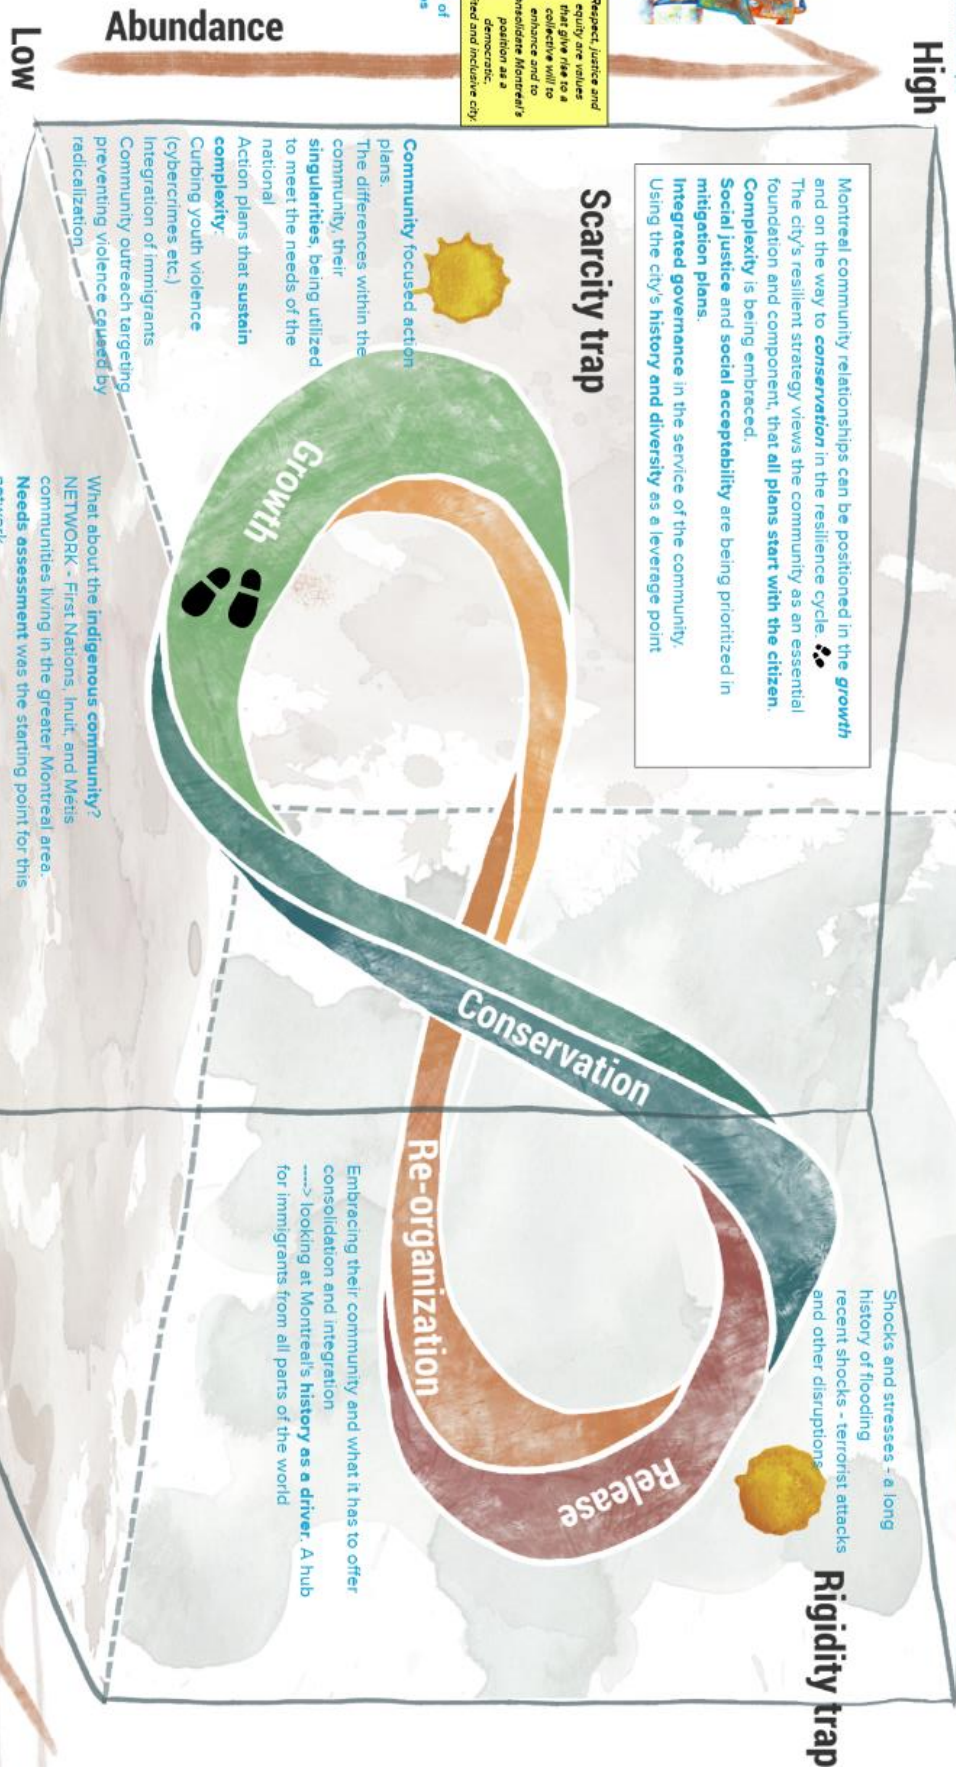 High
Abundance
Low
Respect, justice and
equity are values
that give rise to a
collective will to
enhance and to
consolidate Montréal's
position as a
democratic,
and inclusive city.
of
Montreal community relationships can be positioned in the growth
and on the way to conservation in the resilience cycle.
The city's resilient strategy views the community as an essential
foundation and component, that all plans start with the citizen.
Complexity is being embraced.
Social justice and social acceptability are being prioritized in
mitigation plans.
Integrated governance in the service of the community.
Using the city's history and diversity as a leverage point
Scarcity trap
Community focused action
plans.
The differences within the
community, their
singularities, being utilized
to meet the needs of the
national
Action plans that sustain
complexity:
Curbing youth violence
(cybercrimes etc.)
Integration of immigrants
Community outreach targeting
preventing violence caused by
radicalization
Growth
What about the indigenous community?
NETWORK - First Nations, Inuit, and Métis
communities living in the greater Montreal area.
Needs assessment was the starting point for this
Conservation
Re-organization
Embracing their community and what it has to offer
consolidation and integration
----> looking at Montreal's history as a driver. A hub
for immigrants from all parts of the world
Release
Shocks and stresses - a long
history of flooding
recent shocks - terrorist attacks
and other disruptions
Rigidity trap